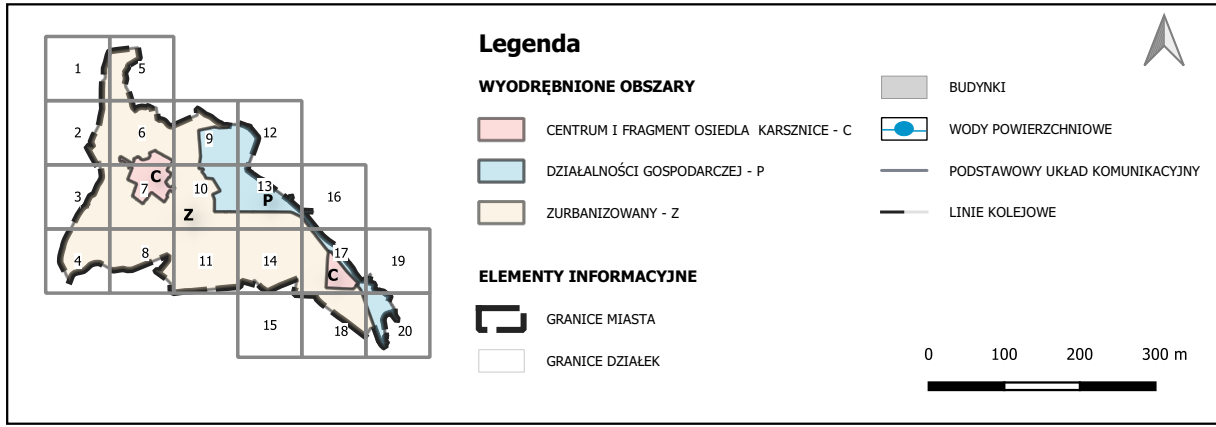 1
5
2
6
9
12
3
C
7
10
13
P
16
Z
4
8
11
14
17
C
19
15
18
20
Legenda
WYODRĘBNIONE OBSZARY
CENTRUM I FRAGMENT OSIEDLA KARSZNICE - C
DZIAŁALNOŚCI GOSPODARCZEJ - P
ZURBANIZOWANY - Z
ELEMENTY INFORMACYJNE
GRANICE MIASTA
GRANICE DZIAŁEK
BUDYNKI
WODY POWIERZCHNIOWE
PODSTAWOWY UKŁAD KOMUNIKACYJNY
LINIE KOLEJOWE
0 100 200 300 m